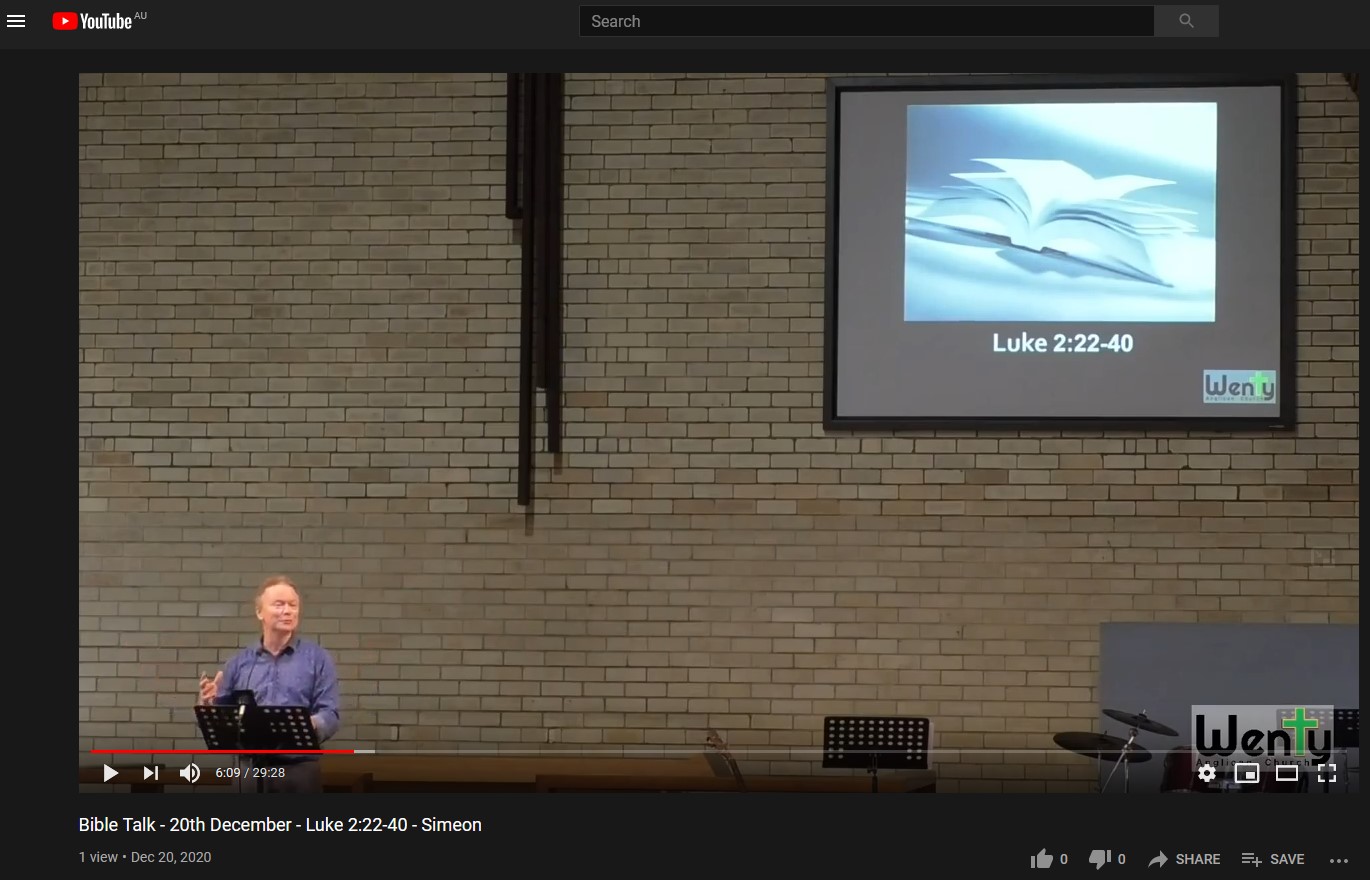 YouTube AU
Search
Luke 2:22-40
Wenty
Anglican Church
Wenty
Anglican Church
6:09 / 29:28
Bible Talk - 20th December - Luke 2:22-40 - Simeon
1 view • Dec 20, 2020
0
0
SHARE
SAVE